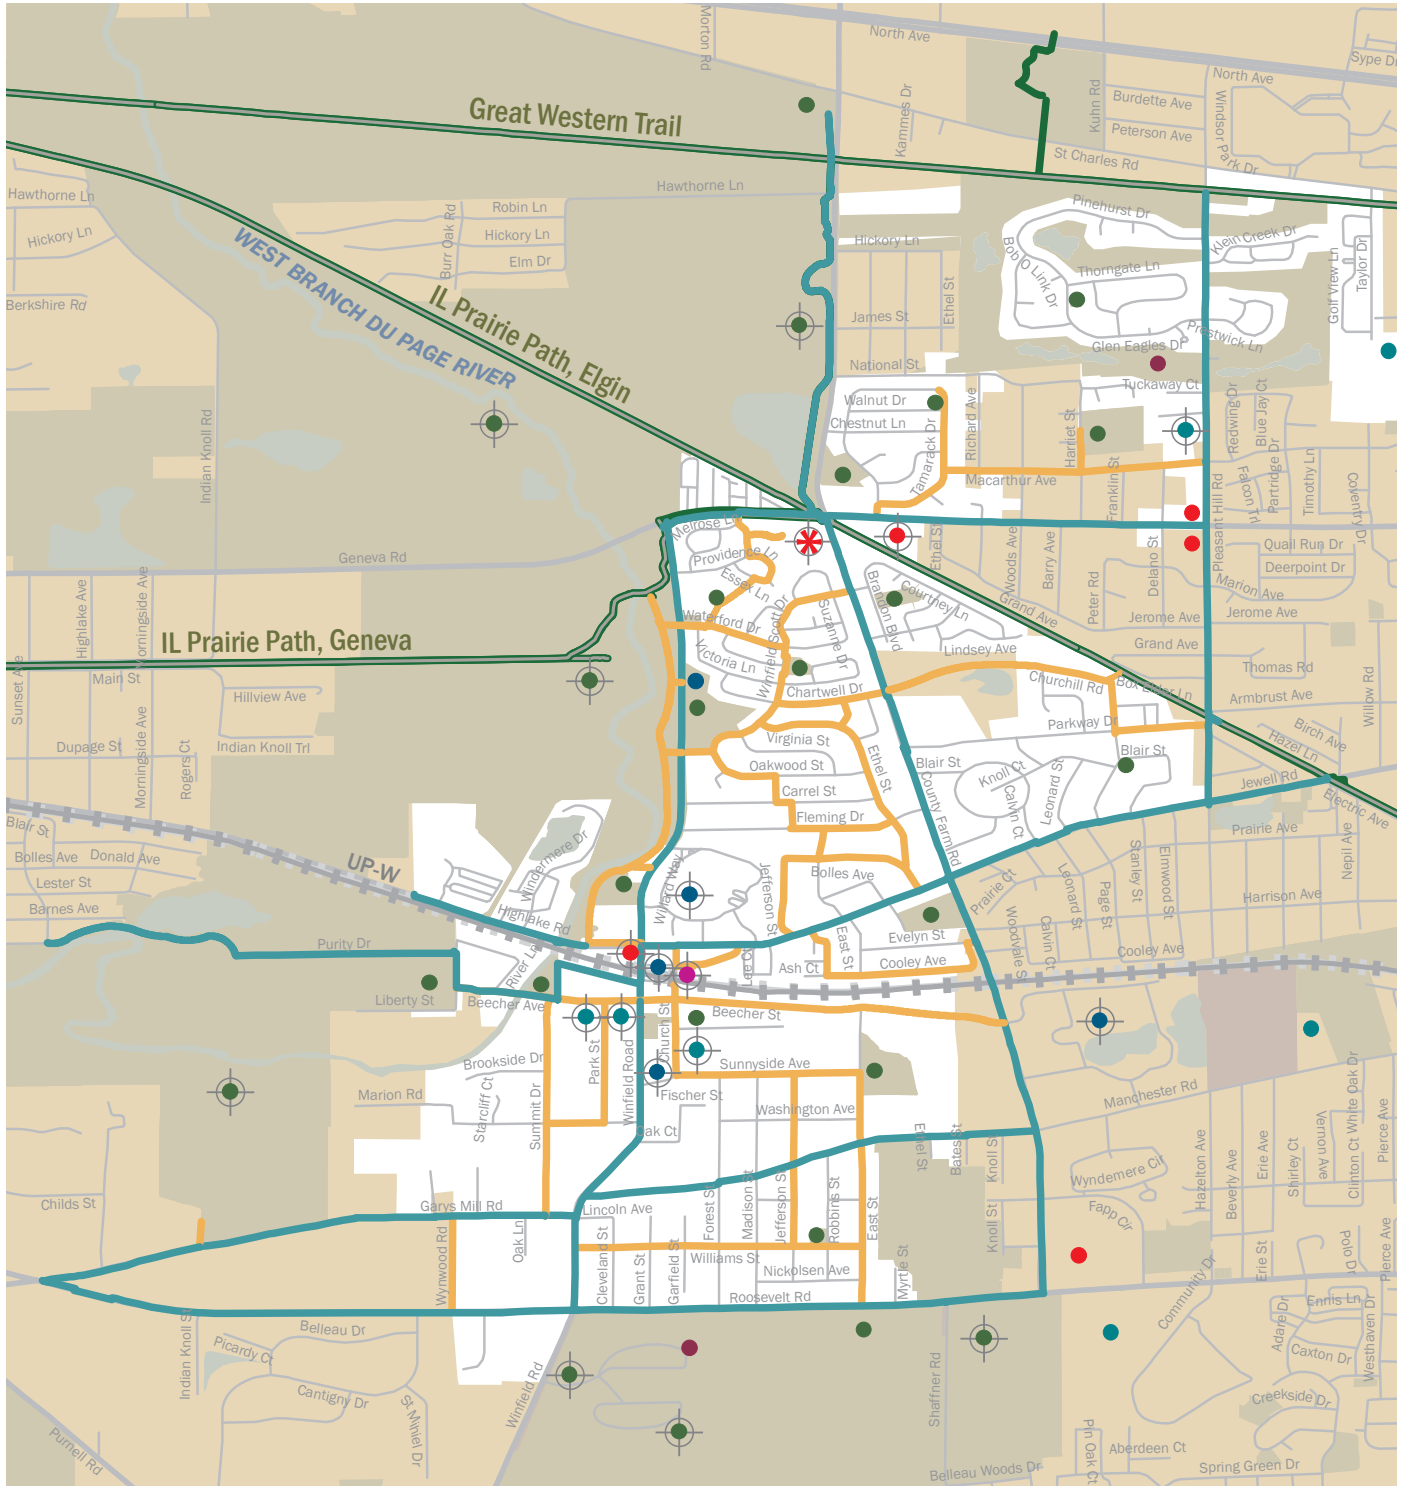 Morton Rd
North Ave
Sype Dr
North Ave
Kuhn Rd
Burdette Ave
Windsor Park Dr
Great Western Trail
Kammes Dr
Peterson Ave
St Charles Rd
Hawthorne Ln
Hawthorne Ln
Robin Ln
Pinehurst Dr
Hickory Ln
Burr Oak Rd
Hickory Ln
Hickory Ln
Klein Creek Dr
WEST BRANCH DU PAGE RIVER
Elm Dr
Bob O Link Dr
Thorngate Ln
Golf View Ln
Taylor Dr
Berkshire Rd
IL Prairie Path, Elgin
James St
Ethel St
Prestwick Ln
Glen Eagles Dr
National St
Tuckaway Ct
Walnut Dr
Chestnut Ln
Richard Ave
Harriet St
Redwing Dr
Blue Jay Ct
Indian Knoll Rd
Tamarack Dr
Macarthur Ave
Franklin St
Falcon Trl
Partridge Dr
Timothy Ln
Coventry Dr
Pleasant Hill Rd
Melrose Ln
Geneva Rd
Providence Ln
Ethel St
Woods Ave
Barry Ave
Delano St
Quail Run Dr
Deerpoint Dr
Essex Ln
Brandon Blvd
Courtney Ln
Grand Ave
Peter Rd
Marion Ave
Highlake Ave
Morningside Ave
Waterford Dr
Winfield Scott Dr
Suzanne Dr
Jerome Ave
Jerome Ave
IL Prairie Path, Geneva
Victoria Ln
Lindsey Ave
Grand Ave
Sunset Ave
Main St
Hillview Ave
Chartwell Dr
Churchill Rd
Box Elder Ln
Thomas Rd
Armbrust Ave
Willow Rd
Dupage St
Morningside Ave
Rogers Ct
Indian Knoll Trl
Virginia St
Parkway Dr
Birch Ave
Hazel Ln
Oakwood St
Ethel St
Blair St
Blair St
Carrel St
County Farm Rd
Knoll Ct
Calvin Ct
Leonard St
Jewell Rd
Electric Ave
Blair St
Fleming Dr
Prairie Ave
Nepil Ave
Bolles Ave
Donald Ave
UP-W
Windermere Dr
Lester St
Willard Way
Jefferson St
Bolles Ave
Prairie Ct
Leonard St
Page St
Stanley St
Elmwood St
Harrison Ave
Barnes Ave
Highlake Rd
East St
Evelyn St
Woodvale St
Calvin Ct
Cooley Ave
Purity Dr
River Ln
Lee Ct
Ash Ct
Cooley Ave
Liberty St
Beecher Ave
Church St
Beecher St
Brookside Dr
Park St
Winfield Road
Sunnyside Ave
Marion Rd
Starcliff Ct
Summit Dr
Fischer St
Washington Ave
Manchester Rd
White Oak Dr
Oak Ct
Ethel St
Bates St
Knoll St
Wyndemere Cir
Hazelton Ave
Beverly Ave
Erie Ave
Shirley Ct
Vernon Ave
Clinton Ct
Pierce Ave
Childs St
Garys Mill Rd
Lincoln Ave
Forest St
Madison St
Jefferson St
Robbins St
East St
Knoll St
Fapp Cir
Wynwood Rd
Oak Ln
Cleveland St
Grant St
Garfield St
Williams St
Nickolsen Ave
Myrtle St
Community Dr
Erie St
Polo Dr
Pierce Ave
Roosevelt Rd
Ennis Ln
Indian Knoll St
Belleau Dr
Picardy Ct
Adare Dr
Caxton Dr
Westhaven Dr
Cantigny Dr
St Mihiel Dr
Winfield Rd
Shaffner Rd
Creekside Dr
Purnell Rd
Pin Oak Ct
Aberdeen Ct
Belleau Woods Dr
Spring Green Dr